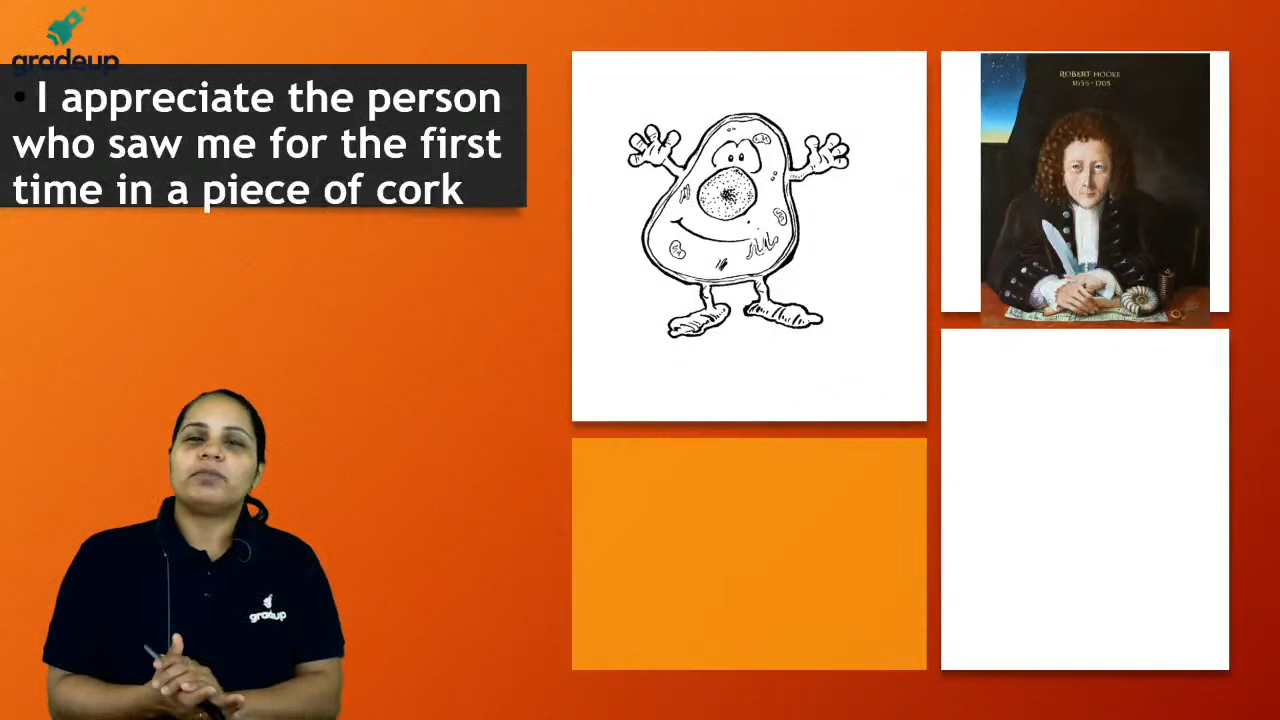 gradeup
• I appreciate the person
who saw me for the first
time in a piece of cork
ROBERT HOOKE
1635-1703
gradeup